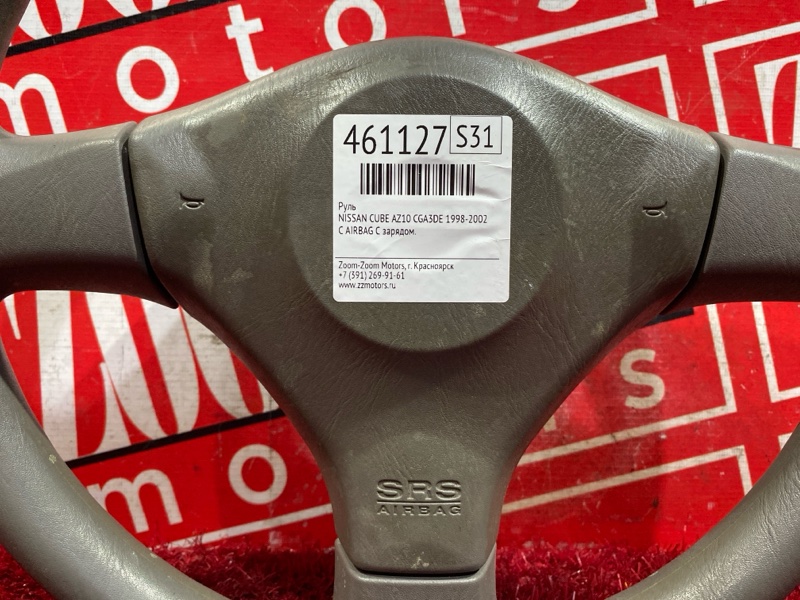 motors
461127 S31
Руль
NISSAN CUBE AZ10 CGA3DE 1998-2002
С AIRBAG С зарядом.
Zoom-Zoom Motors, г. Красноярск
+7 (391) 269-91-61
www.zzmotors.ru
SRS
AIRBAG